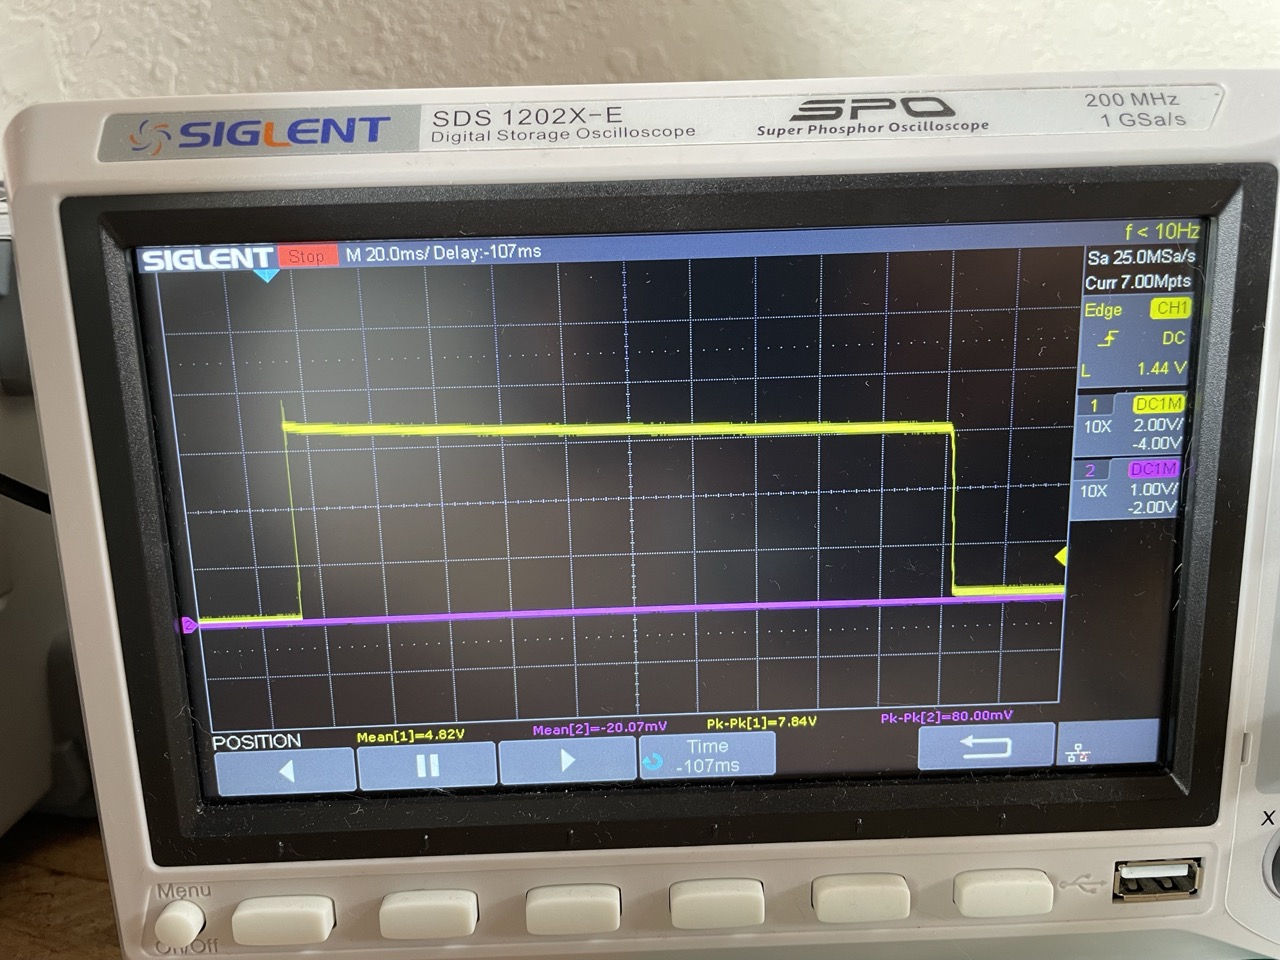 SIGLENT
SDS 1202X-E
Digital Storage Oscilloscope
SPO
Super Phosphor Oscilloscope
200 MHz
1 GSa/s
SIGLENT Stop M 20.0ms/ Delay:-107ms
f < 10Hz
Sa 25.0MSa/s
Curr 7.00Mpts
Edge CH1
DC
L 1.44 V
1 DC1M
10X 2.00V/
-4.00V
2 DC1M
10X 1.00V/
-2.00V
2
Mean[1]=4.82V Mean[2]=-20.07mV Pk-Pk[1]=7.84V Pk-Pk[2]=80.00mV
POSITION
Time
-107ms
Menu
On/Off
X